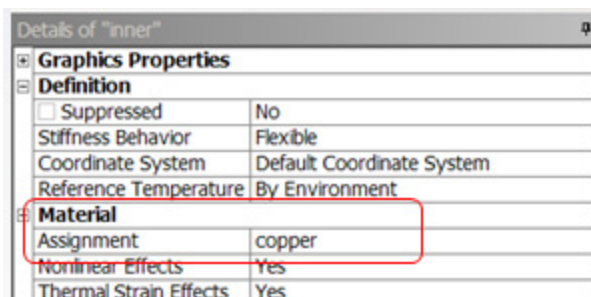 Details of "inner"
Graphics Properties
Definition
Suppressed No
Stiffness Behavior Flexible
Coordinate System Default Coordinate System
Reference Temperature By Environment
Material
Assignment copper
Nonlinear Effects Yes
Thermal Strain Effects Yes